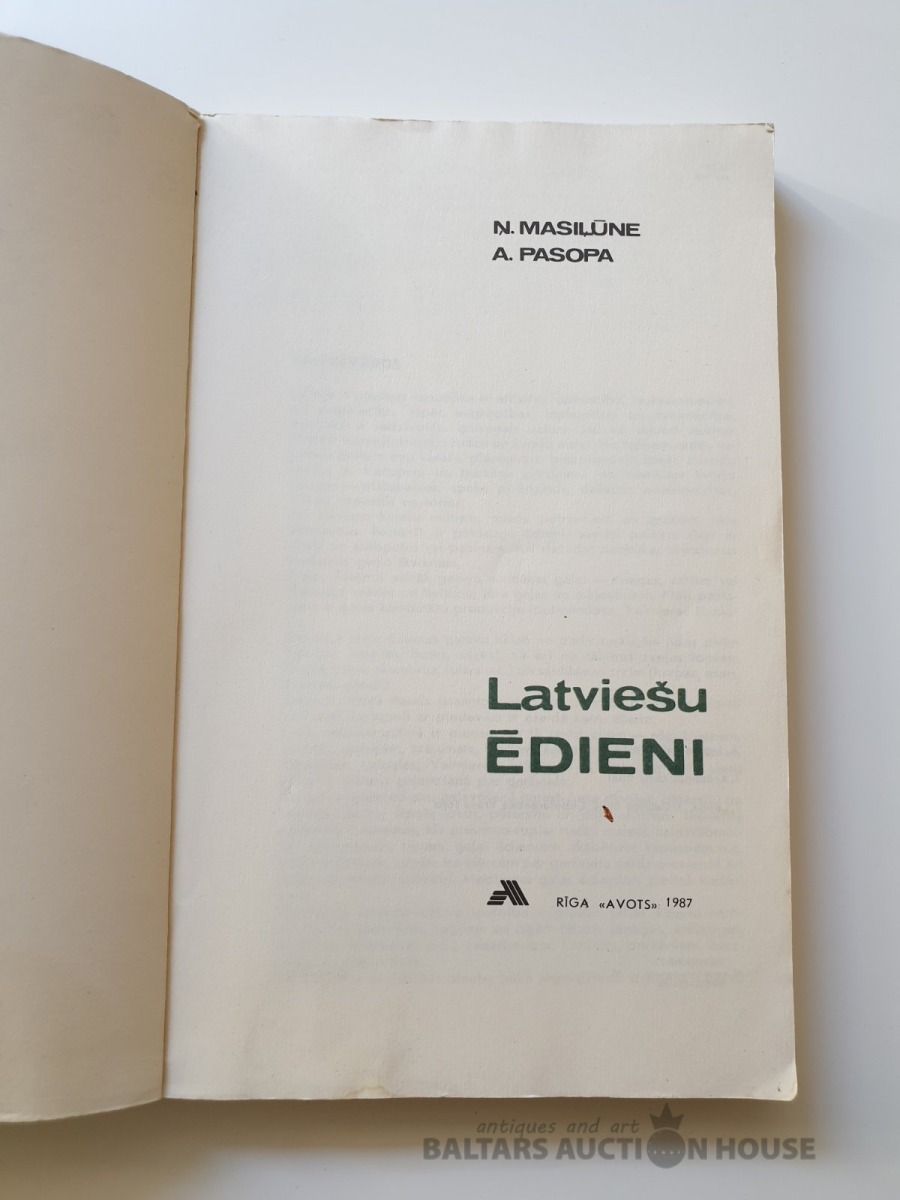 N. MASIĻŪNE
A. PASOPA
Latviešu
ĒDIENI
RĪGA «AVOTS» 1987
antiques and art
BALTARS AUCTION HOUSE